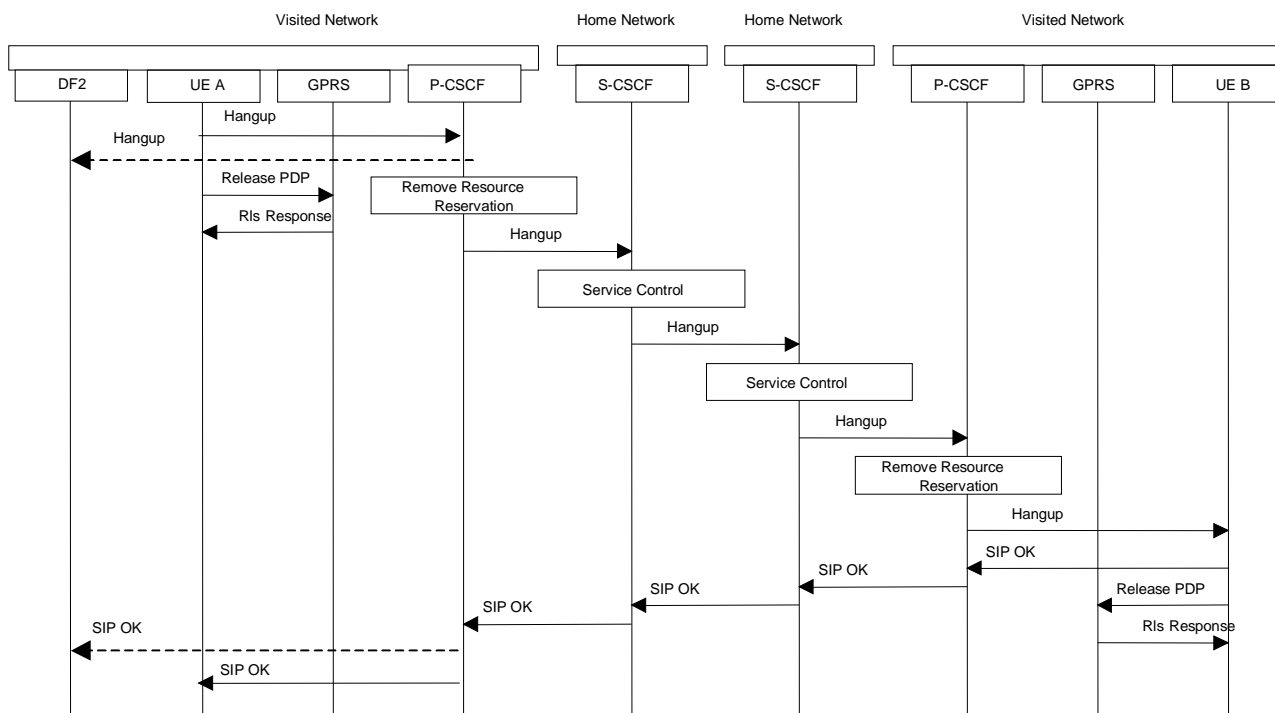 Visited Network
Home Network
Home Network
Visited Network
DF2
UE A
GPRS
P-CSCF
S-CSCF
S-CSCF
P-CSCF
GPRS
UE B
Hangup
Hangup
Release PDP
Remove Resource
Reservation
Rls Response
Hangup
Service Control
Hangup
Service Control
Hangup
Remove Resource
Reservation
Hangup
SIP OK
SIP OK
SIP OK
Release PDP
SIP OK
SIP OK
Rls Response
SIP OK